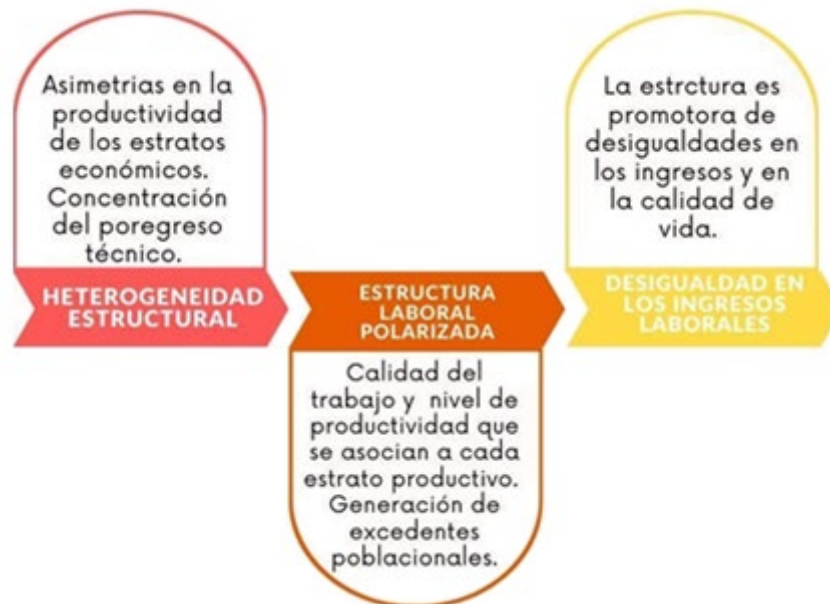 Asimetrias en la
productividad
de los estratos
económicos.
Concentración
del poregreso
técnico.
HETEROGENEIDAD
ESTRUCTURAL
ESTRUCTURA
LABORAL
POLARIZADA
Calidad del
trabajo y nivel de
productividad que
se asocian a cada
estrato productivo.
Generación de
excedentes
poblacionales.
La estrctura es
promotora de
desigualdades en
los ingresos y en
la calidad de
vida.
DESIGUALDAD EN
LOS INGRESOS
LABORALES